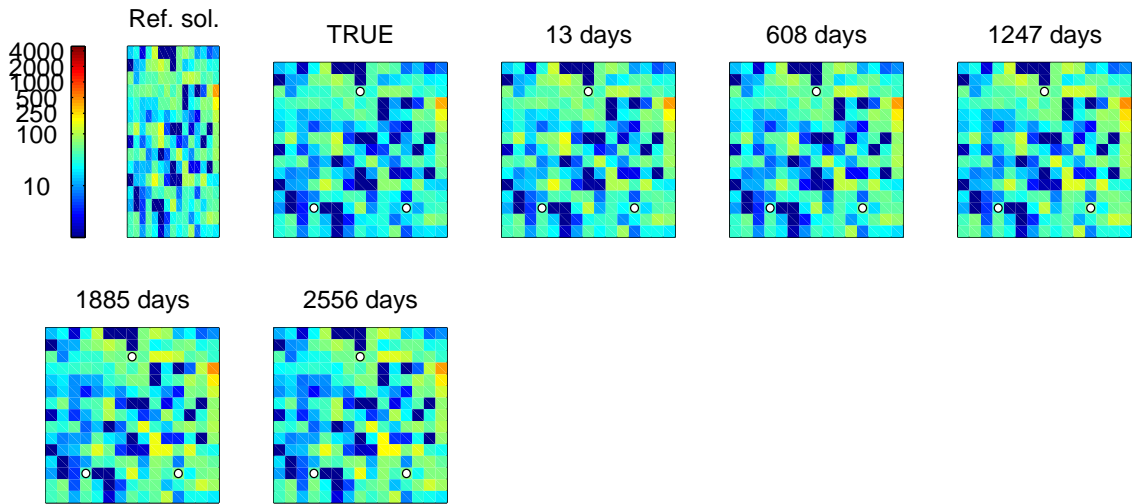 Ref. sol.
TRUE
13 days
608 days
1247 days
4000
2000
1000
500
250
100
10
1885 days
2556 days